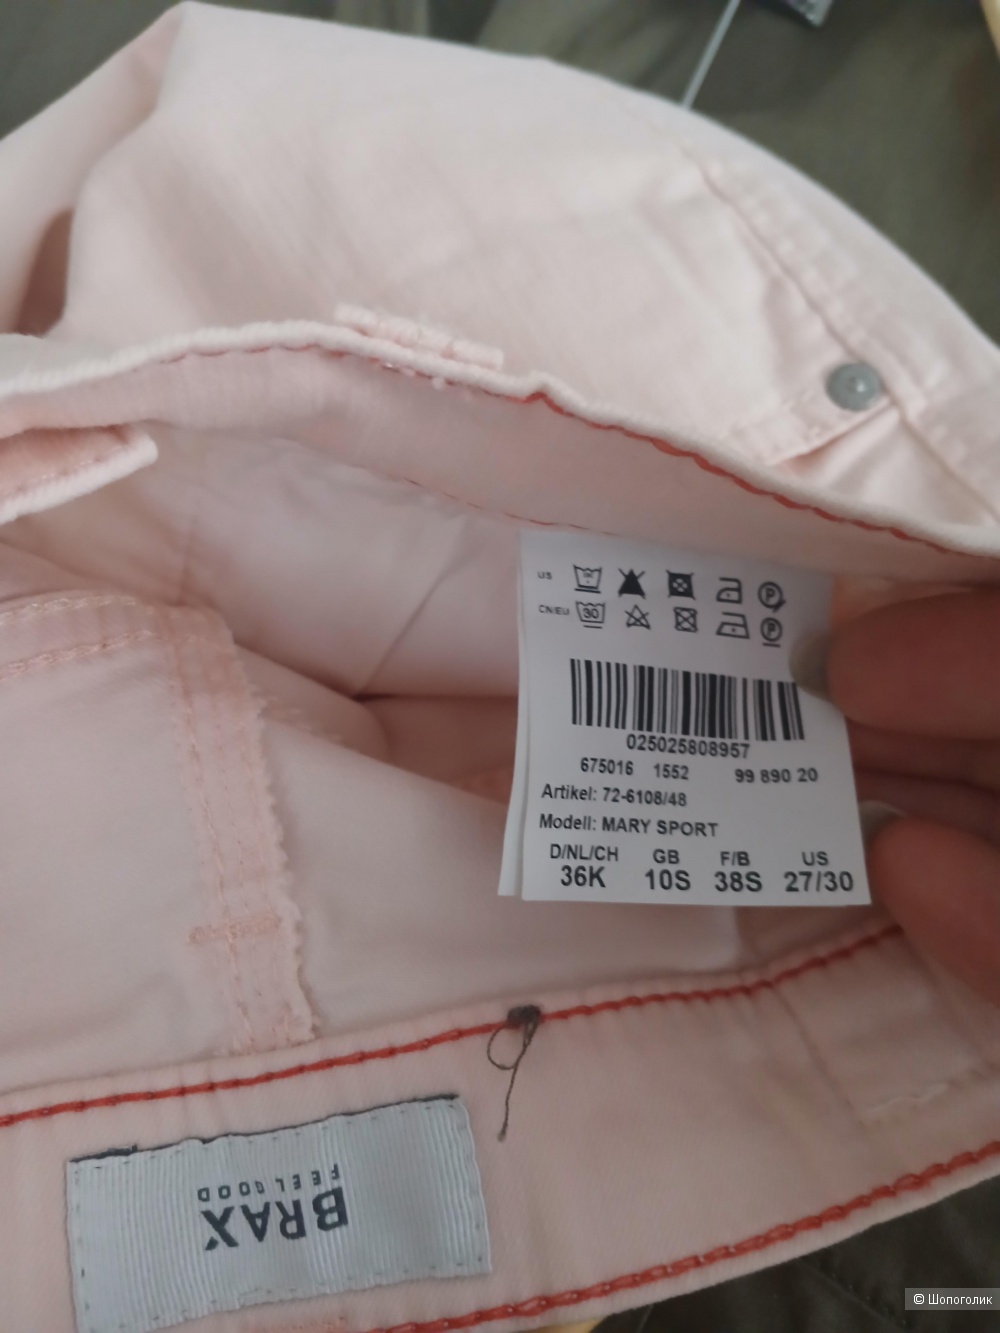 US P
CN/EU 30 P
025025808957
675016 1552 99 890 20
Artikel: 72-6108/48
Modell: MARY SPORT
D/NL/CH GB F/B US
36K 10S 38S 27/30
BRAX
FEEL GOOD
© Шопоголик